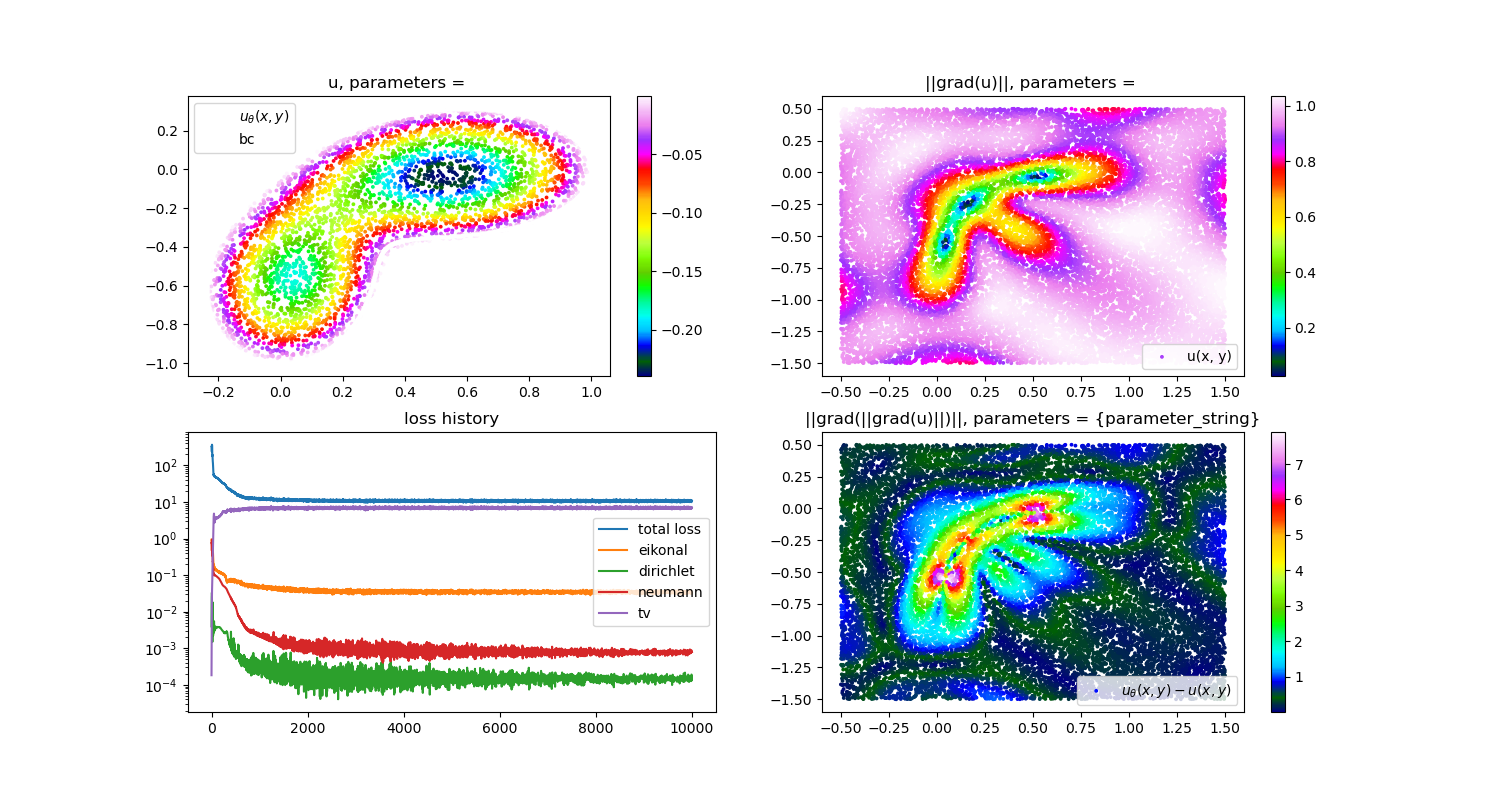 u, parameters =
u_θ(x, y)
bc
0.2
0.0
−0.2
−0.4
−0.6
−0.8
−1.0
−0.2 0.0 0.2 0.4 0.6 0.8 1.0
−0.05
−0.10
−0.15
−0.20
||grad(u)||, parameters =
0.50
0.25
0.00
−0.25
−0.50
−0.75
−1.00
−1.25
−1.50
−0.50 −0.25 0.00 0.25 0.50 0.75 1.00 1.25 1.50
u(x, y)
1.0
0.8
0.6
0.4
0.2
loss history
10²
10¹
10⁰
10⁻¹
10⁻²
10⁻³
10⁻⁴
0 2000 4000 6000 8000 10000
total loss
eikonal
dirichlet
neumann
tv
||grad(||grad(u)||)||, parameters = {parameter_string}
0.50
0.25
0.00
−0.25
−0.50
−0.75
−1.00
−1.25
−1.50
−0.50 −0.25 0.00 0.25 0.50 0.75 1.00 1.25 1.50
u_θ(x, y) − u(x, y)
7
6
5
4
3
2
1